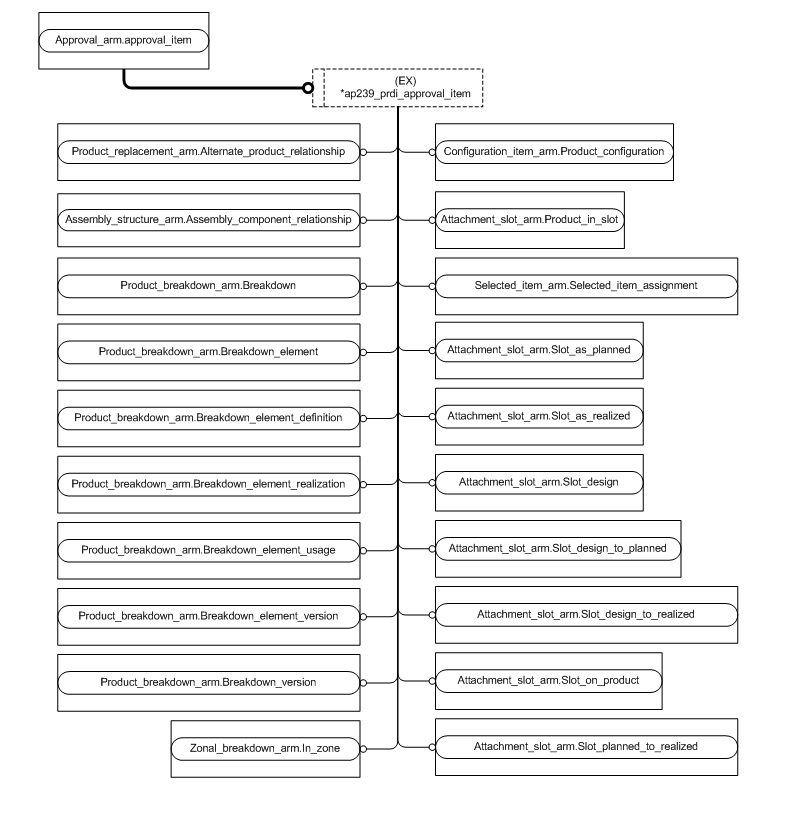 Approval_arm.approval_item
(EX)
*ap239_prdi_approval_item
Product_replacement_arm.Alternate_product_relationship
Configuration_item_arm.Product_configuration
Assembly_structure_arm.Assembly_component_relationship
Attachment_slot_arm.Product_in_slot
Product_breakdown_arm.Breakdown
Selected_item_arm.Selected_item_assignment
Product_breakdown_arm.Breakdown_element
Attachment_slot_arm.Slot_as_planned
Product_breakdown_arm.Breakdown_element_definition
Attachment_slot_arm.Slot_as_realized
Product_breakdown_arm.Breakdown_element_realization
Attachment_slot_arm.Slot_design
Product_breakdown_arm.Breakdown_element_usage
Attachment_slot_arm.Slot_design_to_planned
Product_breakdown_arm.Breakdown_element_version
Attachment_slot_arm.Slot_design_to_realized
Product_breakdown_arm.Breakdown_version
Attachment_slot_arm.Slot_on_product
Zonal_breakdown_arm.In_zone
Attachment_slot_arm.Slot_planned_to_realized